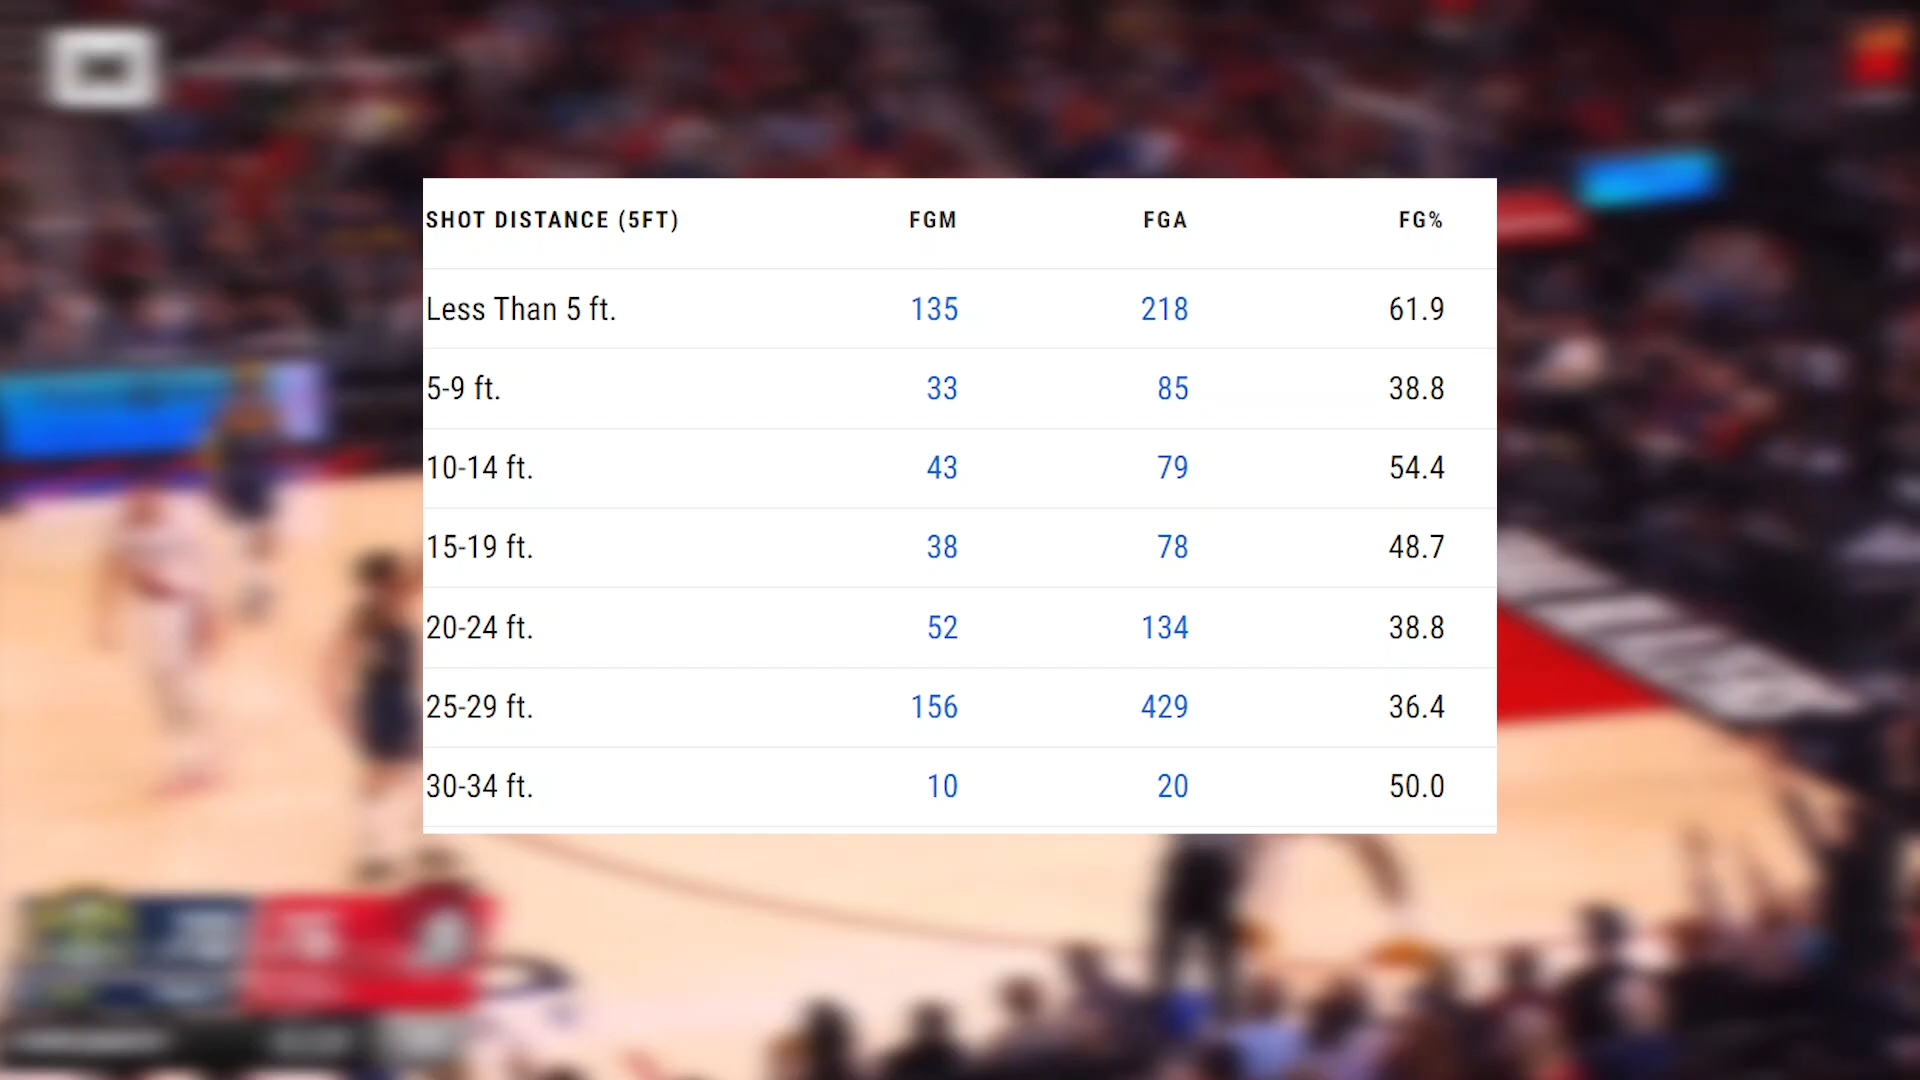 SHOT DISTANCE (5FT) FGM FGA FG%
Less Than 5 ft. 135 218 61.9
5-9 ft. 33 85 38.8
10-14 ft. 43 79 54.4
15-19 ft. 38 78 48.7
20-24 ft. 52 134 38.8
25-29 ft. 156 429 36.4
30-34 ft. 10 20 50.0